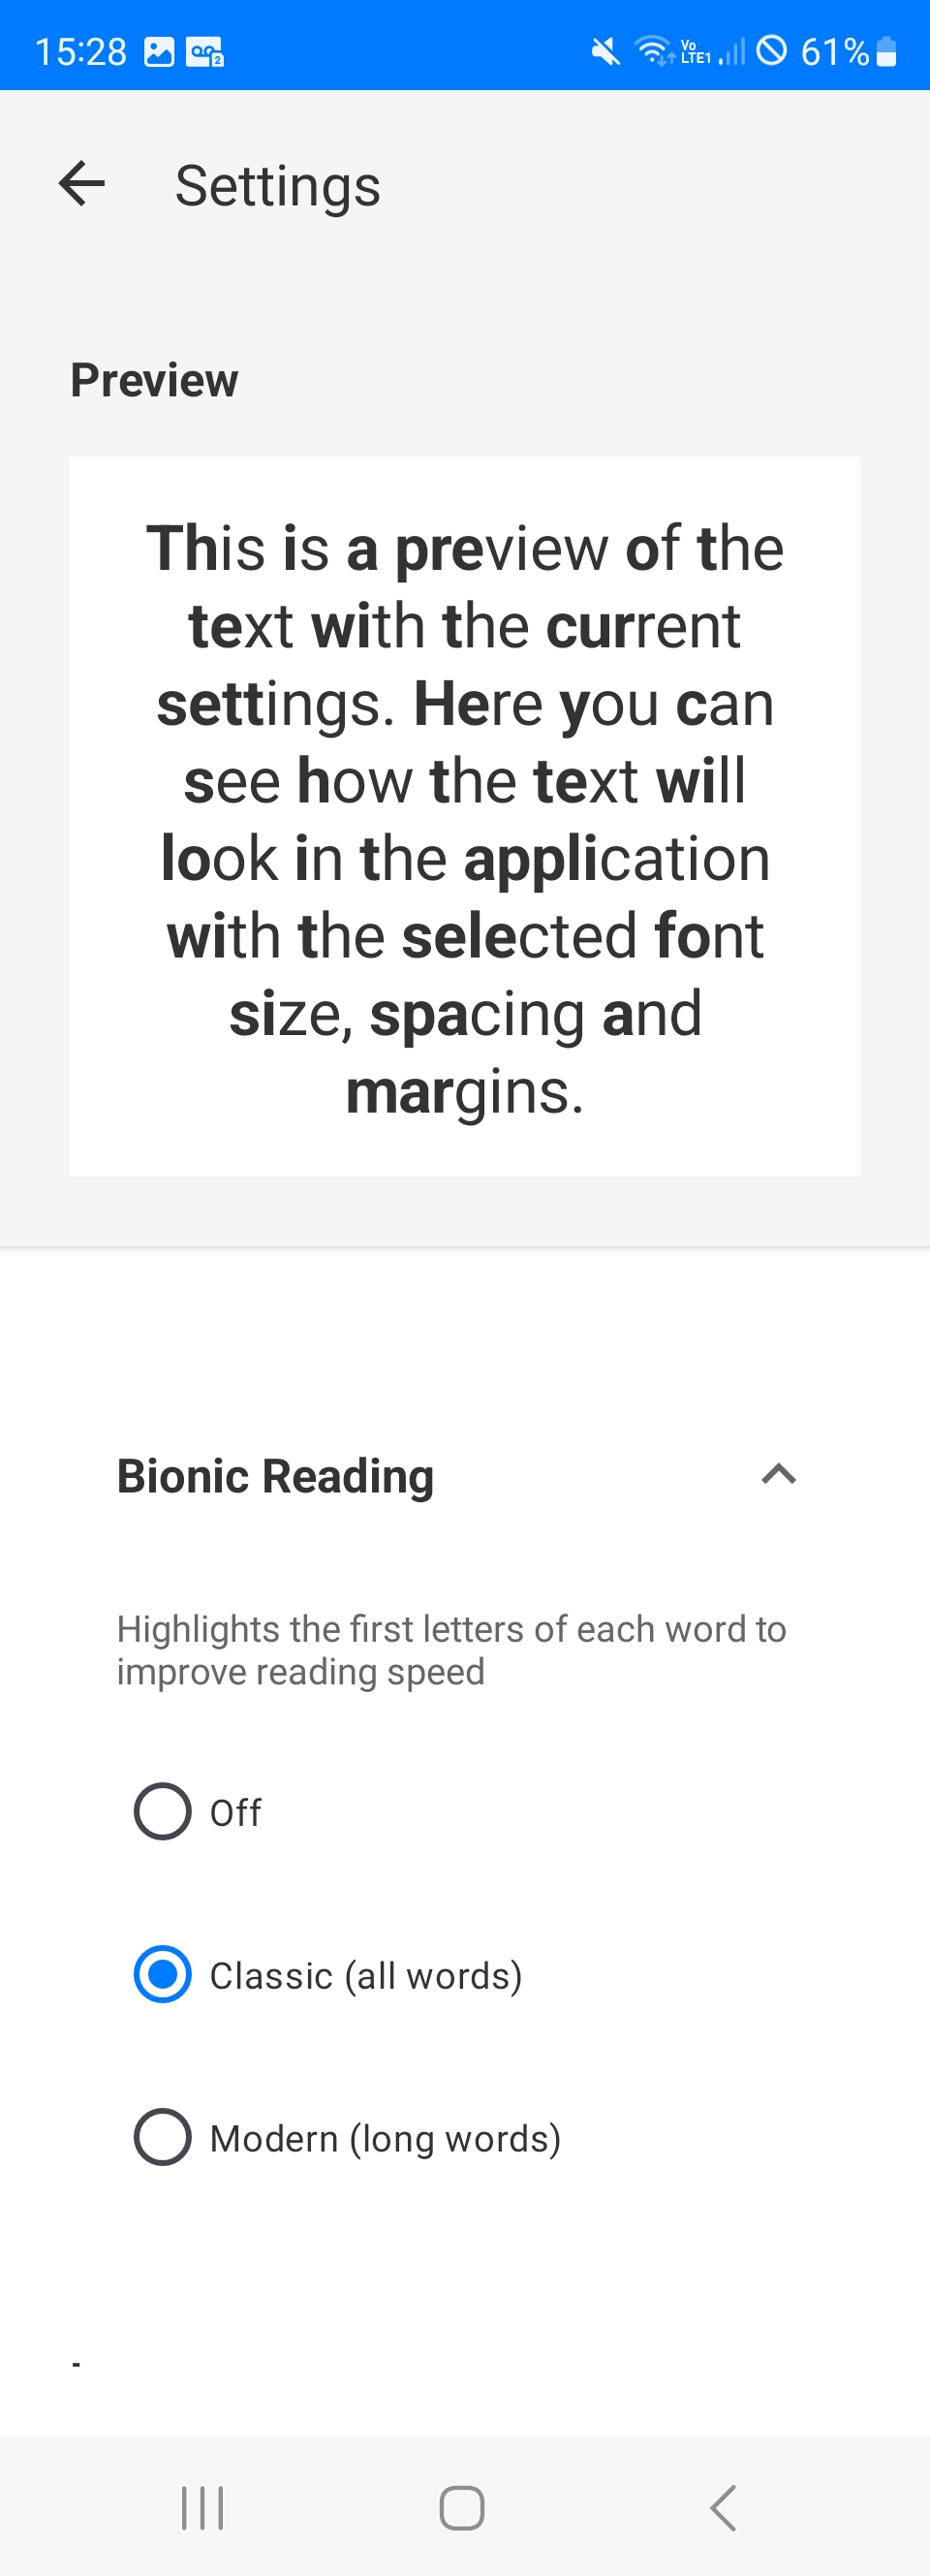 15:28
2
Vo
LTE1
61%
Settings
Preview
This is a preview of the
text with the current
settings. Here you can
see how the text will
look in the application
with the selected font
size, spacing and
margins.
Bionic Reading
Highlights the first letters of each word to
improve reading speed
Off
Classic (all words)
Modern (long words)
-